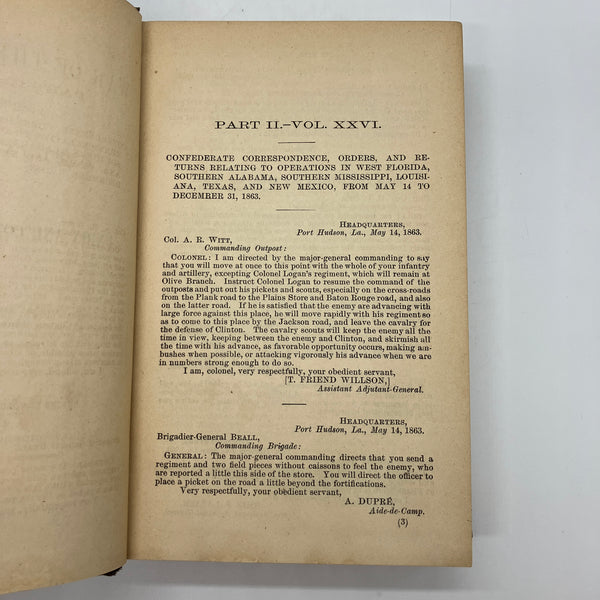 PART II.—VOL. XXVI.
CONFEDERATE CORRESPONDENCE, ORDERS, AND RE-
TURNS RELATING TO OPERATIONS IN WEST FLORIDA,
SOUTHERN ALABAMA, SOUTHERN MISSISSIPPI, LOUISI-
ANA, TEXAS, AND NEW MEXICO, FROM MAY 14 TO
DECEMBER 31, 1863.
HEADQUARTERS,
Port Hudson, La., May 14, 1863.
Col. A. R. WITT,
Commanding Outpost:
COLONEL: I am directed by the major-general commanding to say
that you will move at once to this point with the whole of your infantry
and artillery, excepting Colonel Logan's regiment, which will remain at
Olive Branch. Instruct Colonel Logan to resume the command of the
outposts and put out his pickets and scouts, especially on the cross-roads
from the Plank road to the Plains Store and Baton Rouge road, and also
on the latter road. If he is satisfied that the enemy are advancing with
large force against this place, he will move rapidly with his regiment so
as to come to this place by the Jackson road, and leave the cavalry for
the defense of Clinton. The cavalry scouts will keep the enemy all the
time in view, keeping between the enemy and Clinton, and skirmish all
the time with his advance, as favorable opportunity occurs, making am-
bushes when possible, or attacking vigorously his advance when we are
in numbers strong enough to do so.
I am, colonel, very respectfully, your obedient servant,
[T. FRIEND WILLSON,]
Assistant Adjutant-General.
HEADQUARTERS,
Port Hudson, La., May 14, 1863.
Brigadier-General BEALL,
Commanding Brigade:
GENERAL: The major-general commanding directs that you send a
regiment and two field pieces without caissons to feel the enemy, who
are reported a little this side of the store. You will direct the officer to
place a picket on the road a little beyond the fortifications.
Very respectfully, your obedient servant,
A. DUPRÉ,
Aide-de-Camp.
(3)